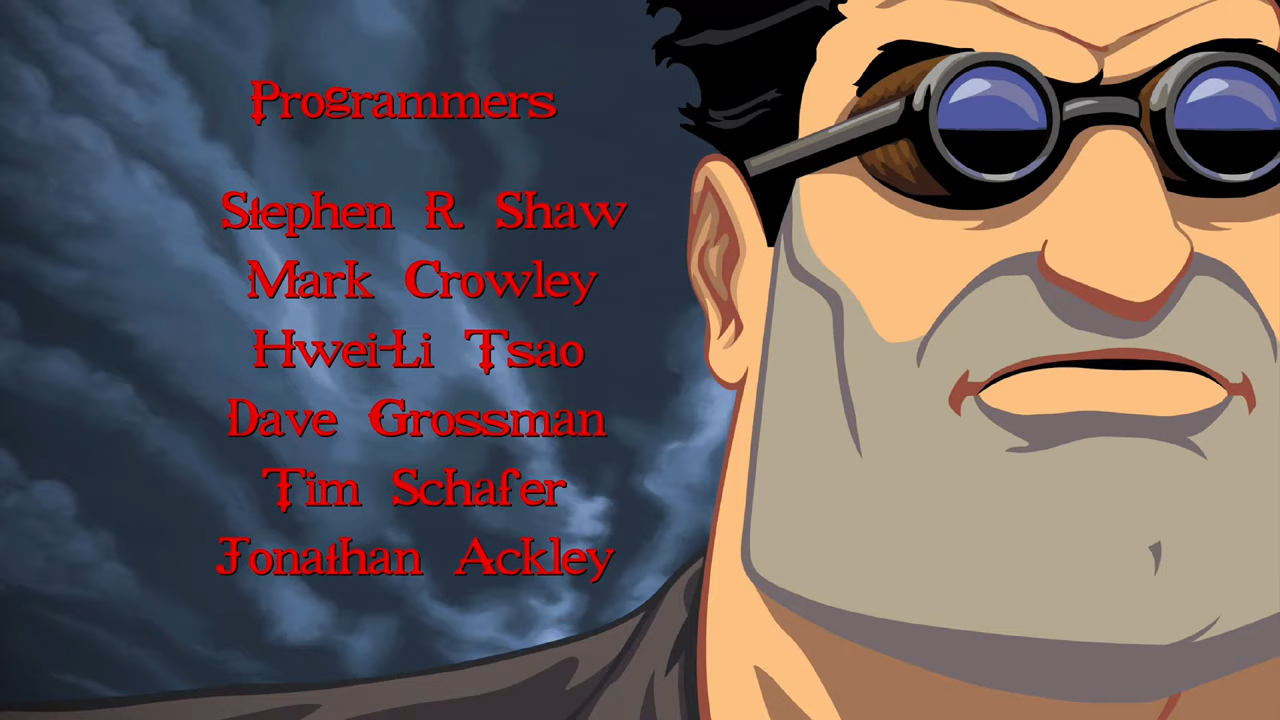 Programmers
Stephen R. Shaw
Mark Crowley
Hwei-Li Tsao
Dave Grossman
Tim Schafer
Jonathan Ackley